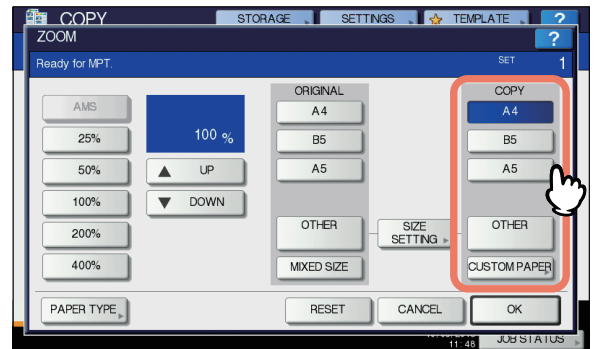 COPY STORAGE SETTINGS TEMPLATE ?
ZOOM ?
Ready for MPT. SET 1
ORIGINAL COPY
AMS A4 A4
25% 100 % B5 B5
50% UP A5 A5
100% DOWN
200% OTHER SIZE SETTING OTHER
400% MIXED SIZE CUSTOM PAPER
PAPER TYPE RESET CANCEL OK
11:48 JOB STATUS